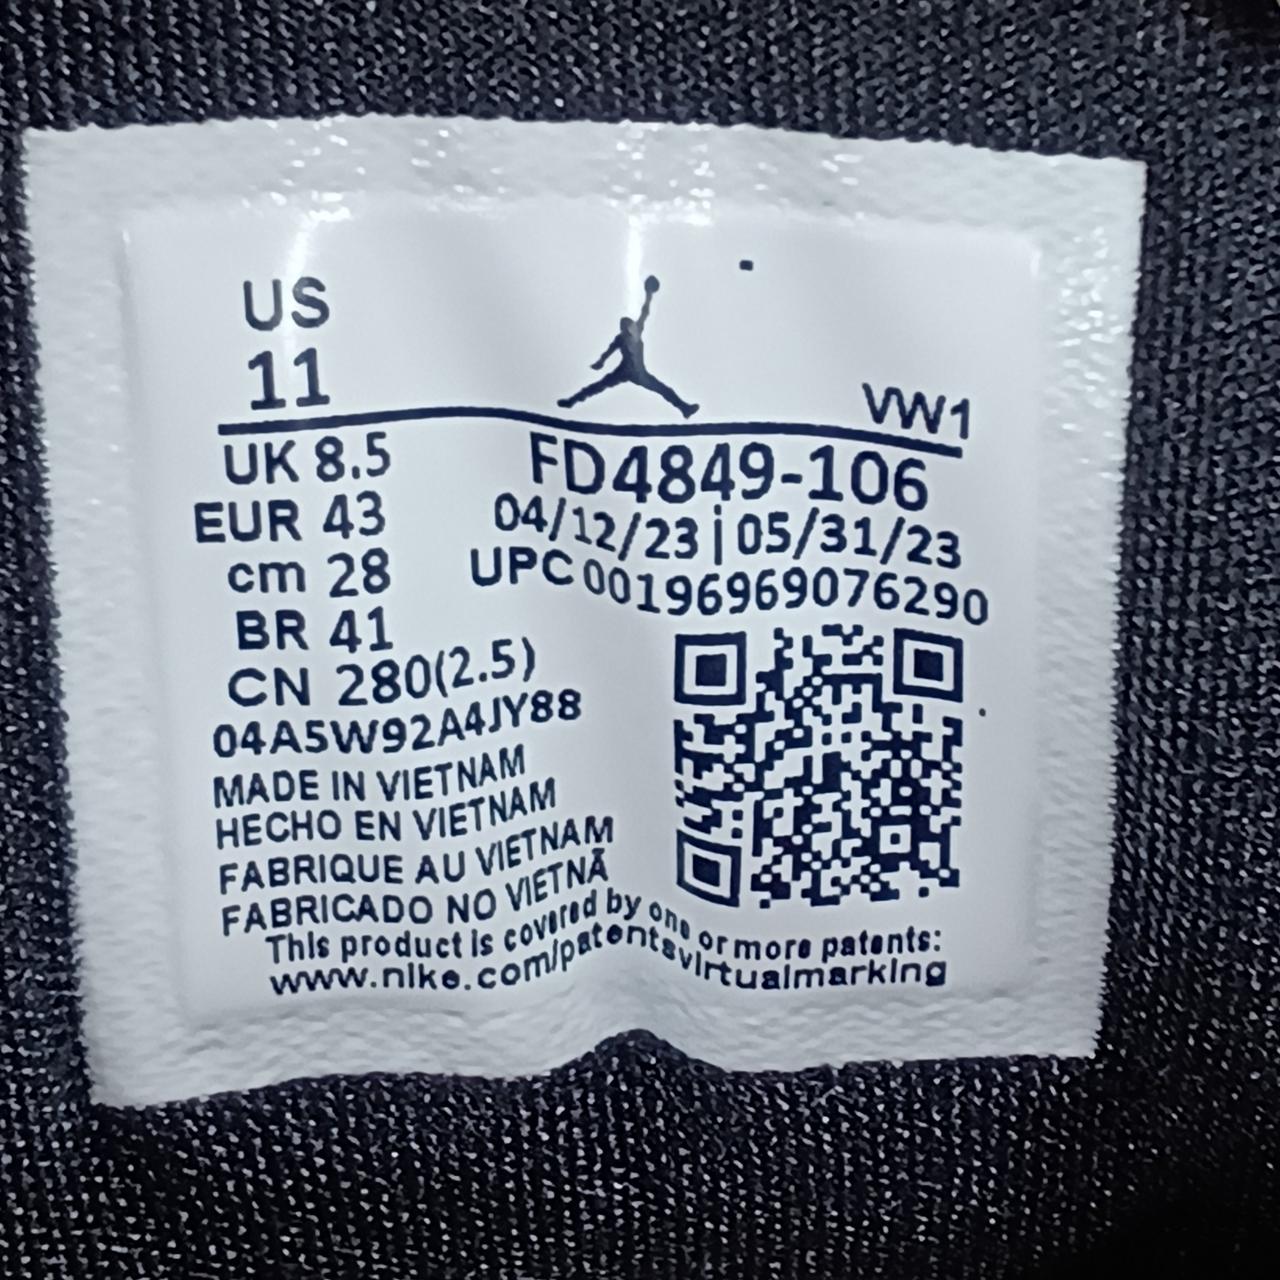 US
11
VW1
UK 8.5
EUR 43
cm 28
BR 41
CN 280(2.5)
FD4849-106
04/12/23 | 05/31/23
UPC 00196969076290
04A5W92A4JY88
MADE IN VIETNAM
HECHO EN VIETNAM
FABRIQUE AU VIETNAM
FABRICADO NO VIETNÃ
This product is covered by one or more patents:
www.nike.com/patentsvirtualmarking